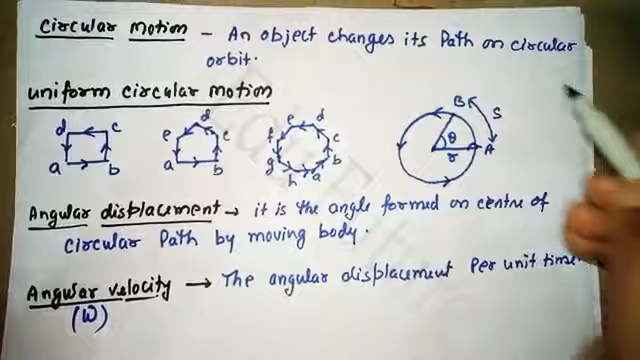 Circular Motion - An object changes its Path on circular
orbit.
uniform circular motion
d c
a b
d
e c
a b
e d
f c
g b
h a
B S
θ
r A
Angular displacement → it is the angle formed on centre of
circular Path by moving body.
Angular velocity → The angular displacement Per unit time
(W)